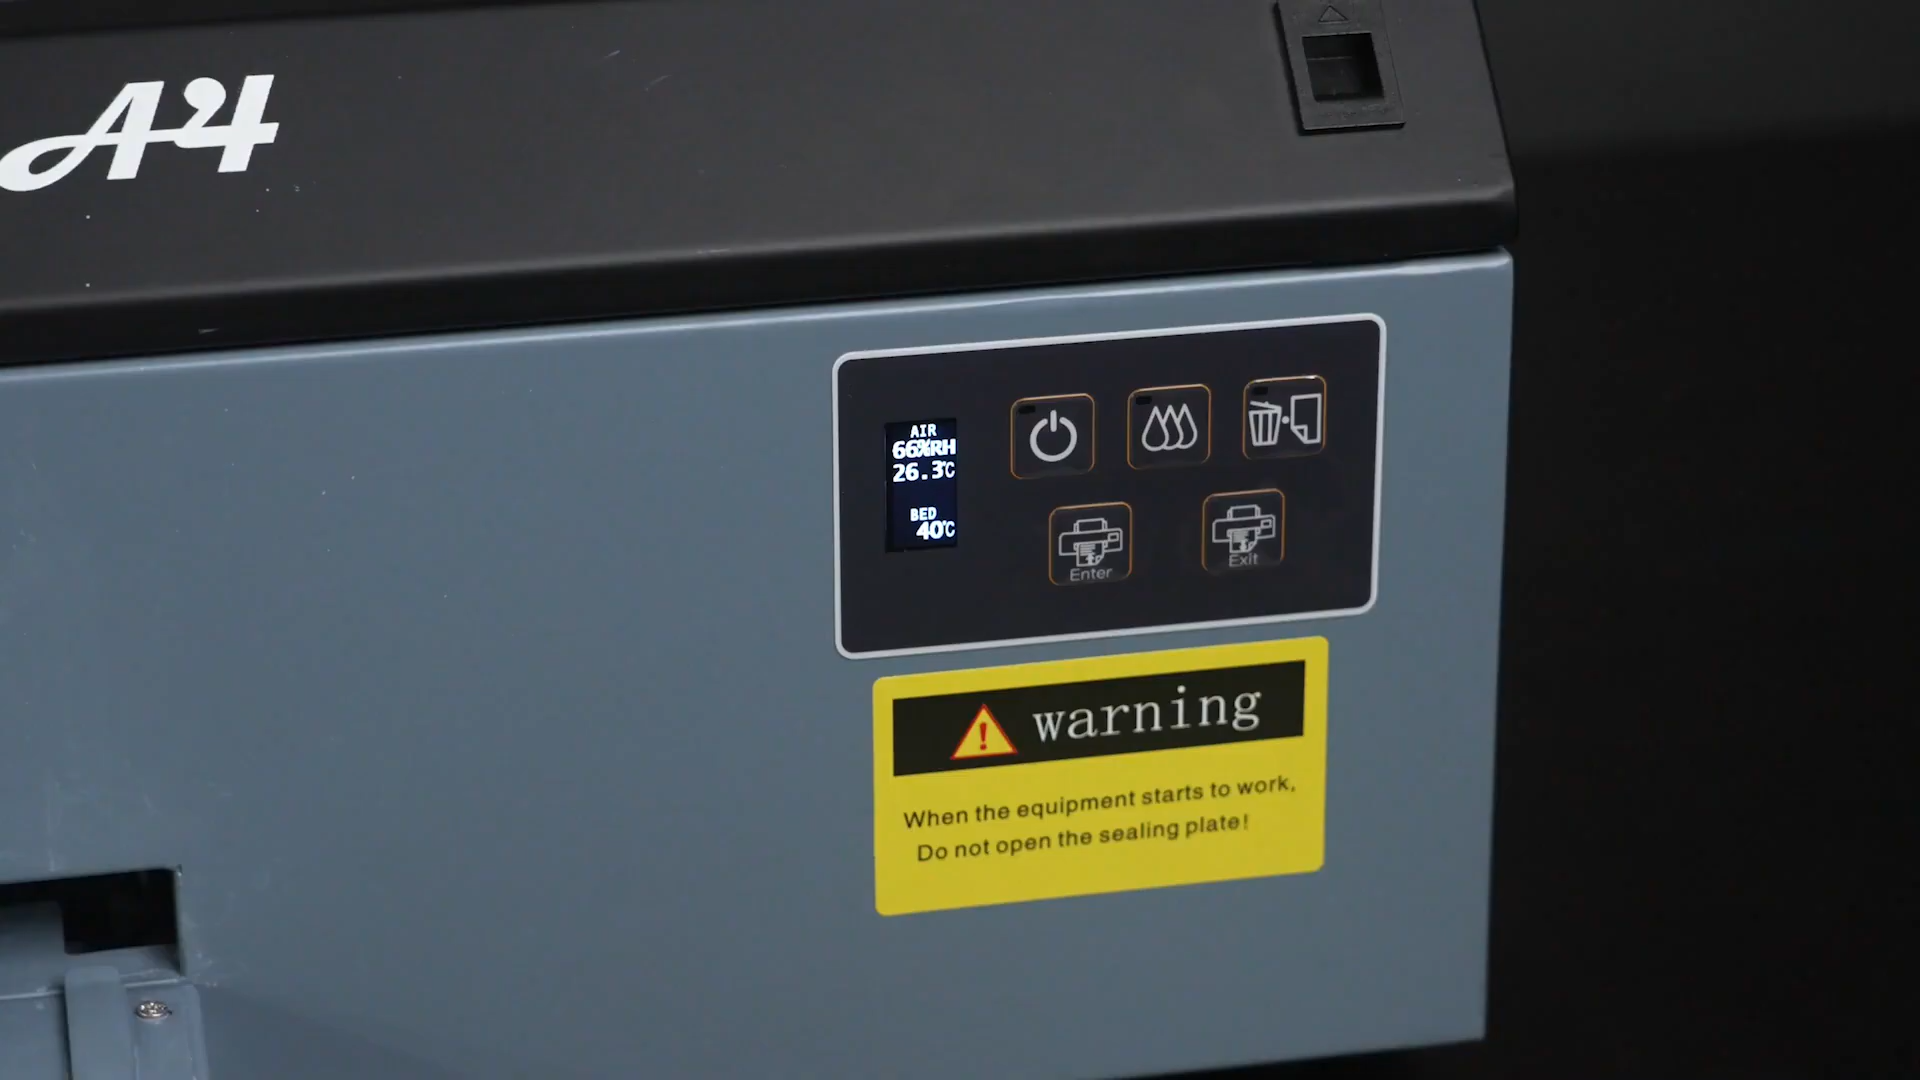 A4
AIR
66%RH
26.3℃
BED
40℃
Enter
Exit
warning
When the equipment starts to work,
Do not open the sealing plate!